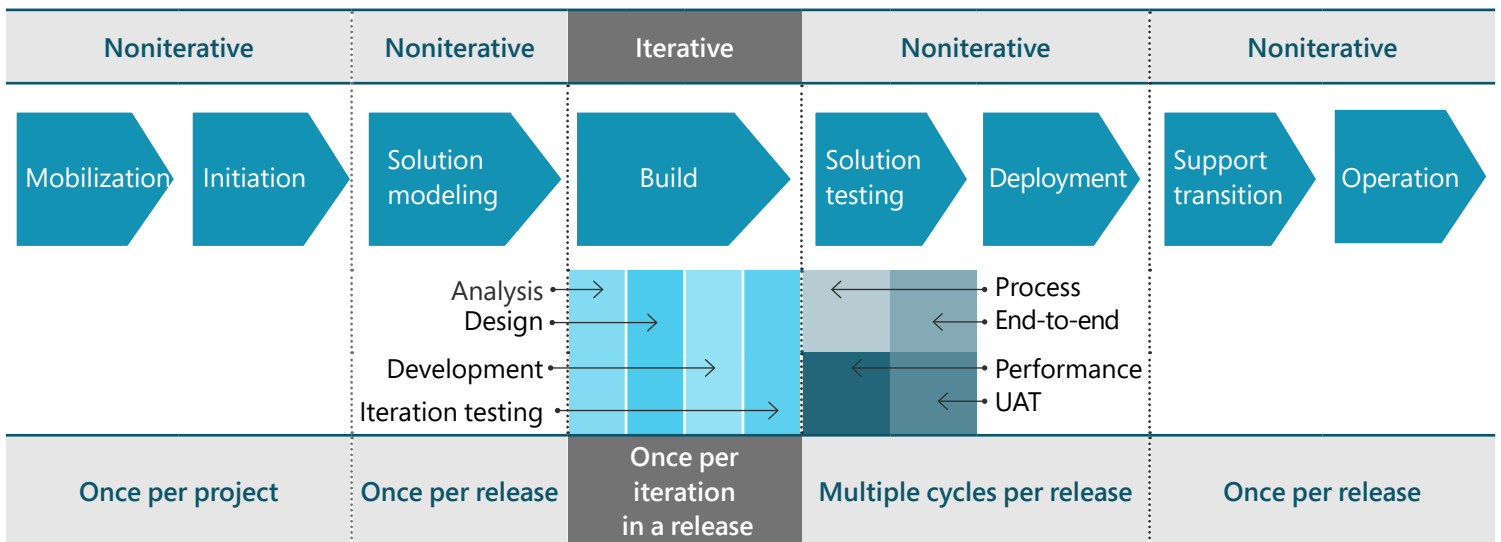 Noniterative
Noniterative
Iterative
Noniterative
Noniterative
Mobilization
Initiation
Solution
modeling
Build
Solution
testing
Deployment
Support
transition
Operation
Analysis
Design
Development
Iteration testing
Process
End-to-end
Performance
UAT
Once per project
Once per release
Once per
iteration
in a release
Multiple cycles per release
Once per release